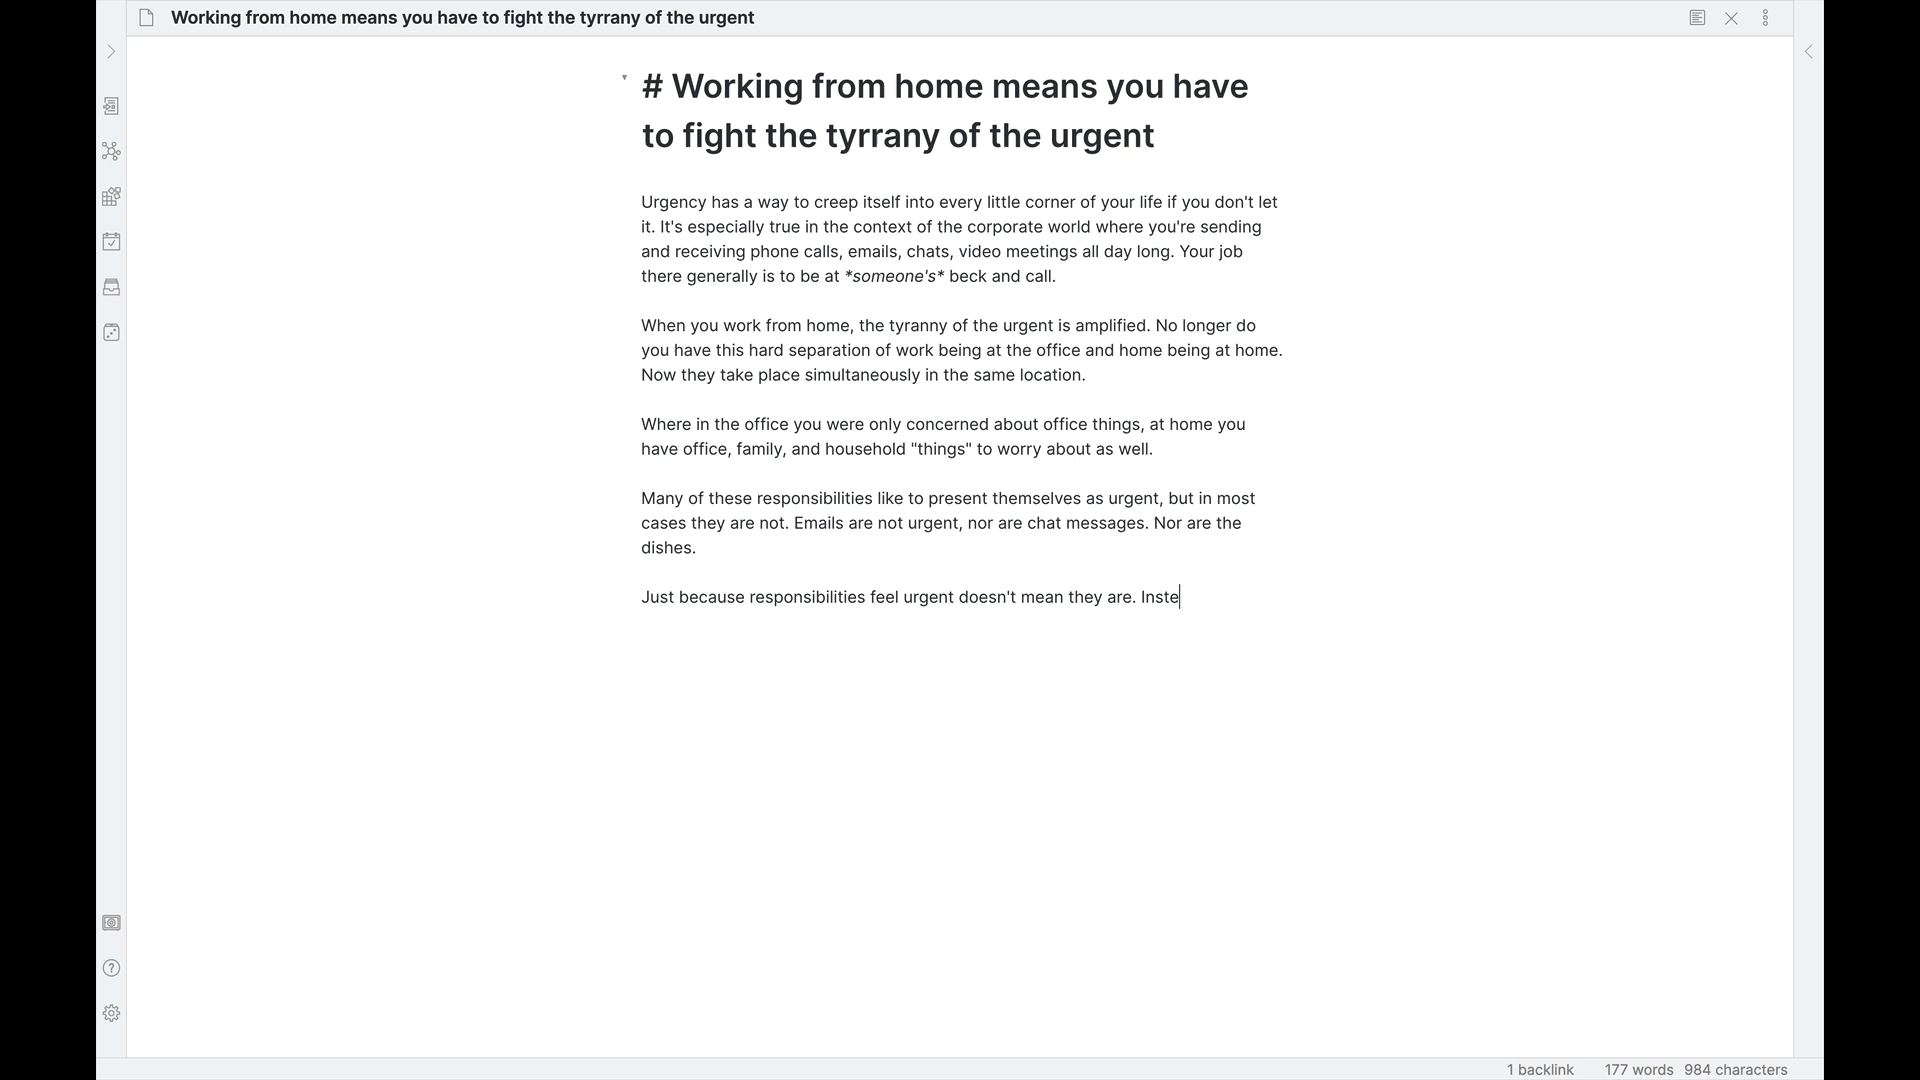 Working from home means you have to fight the tyrrany of the urgent
# Working from home means you have
to fight the tyrrany of the urgent
Urgency has a way to creep itself into every little corner of your life if you don't let
it. It's especially true in the context of the corporate world where you're sending
and receiving phone calls, emails, chats, video meetings all day long. Your job
there generally is to be at *someone's* beck and call.
When you work from home, the tyranny of the urgent is amplified. No longer do
you have this hard separation of work being at the office and home being at home.
Now they take place simultaneously in the same location.
Where in the office you were only concerned about office things, at home you
have office, family, and household "things" to worry about as well.
Many of these responsibilities like to present themselves as urgent, but in most
cases they are not. Emails are not urgent, nor are chat messages. Nor are the
dishes.
Just because responsibilities feel urgent doesn't mean they are. Inste
1 backlink 177 words 984 characters